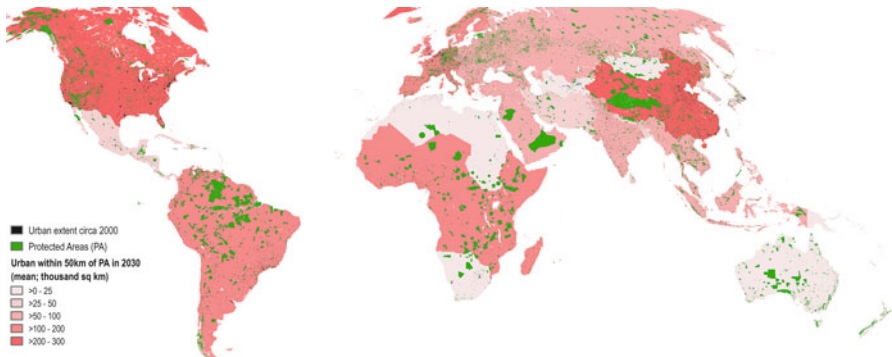 Urban extent circa 2000
Protected Areas (PA)
Urban within 50km of PA in 2030
(mean; thousand sq km)
>0 - 25
>25 - 50
>50 - 100
>100 - 200
>200 - 300